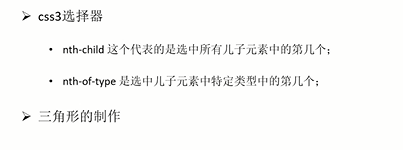 ➢ css3选择器
• nth-child 这个代表的是选中所有儿子元素中的第几个；
• nth-of-type 是选中儿子元素中特定类型中的第几个；
➢ 三角形的制作